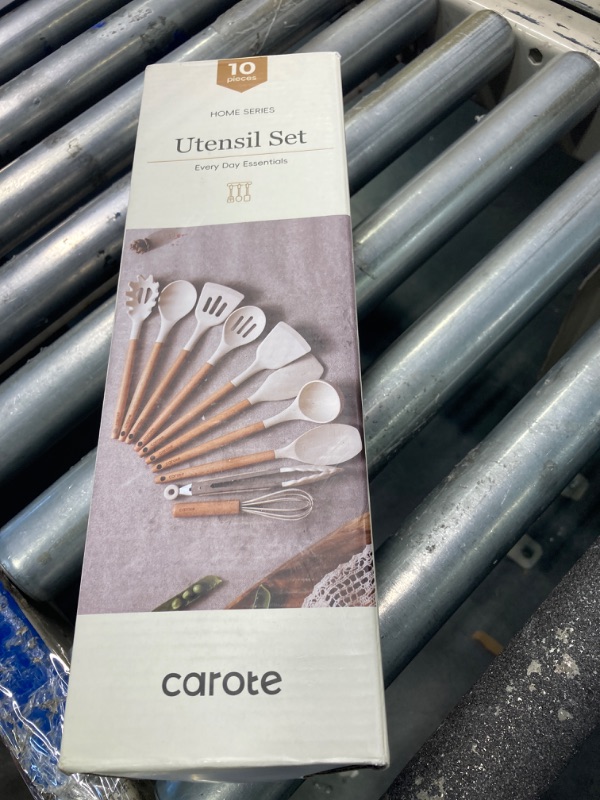 10
pieces
HOME SERIES
Utensil Set
Every Day Essentials
carote